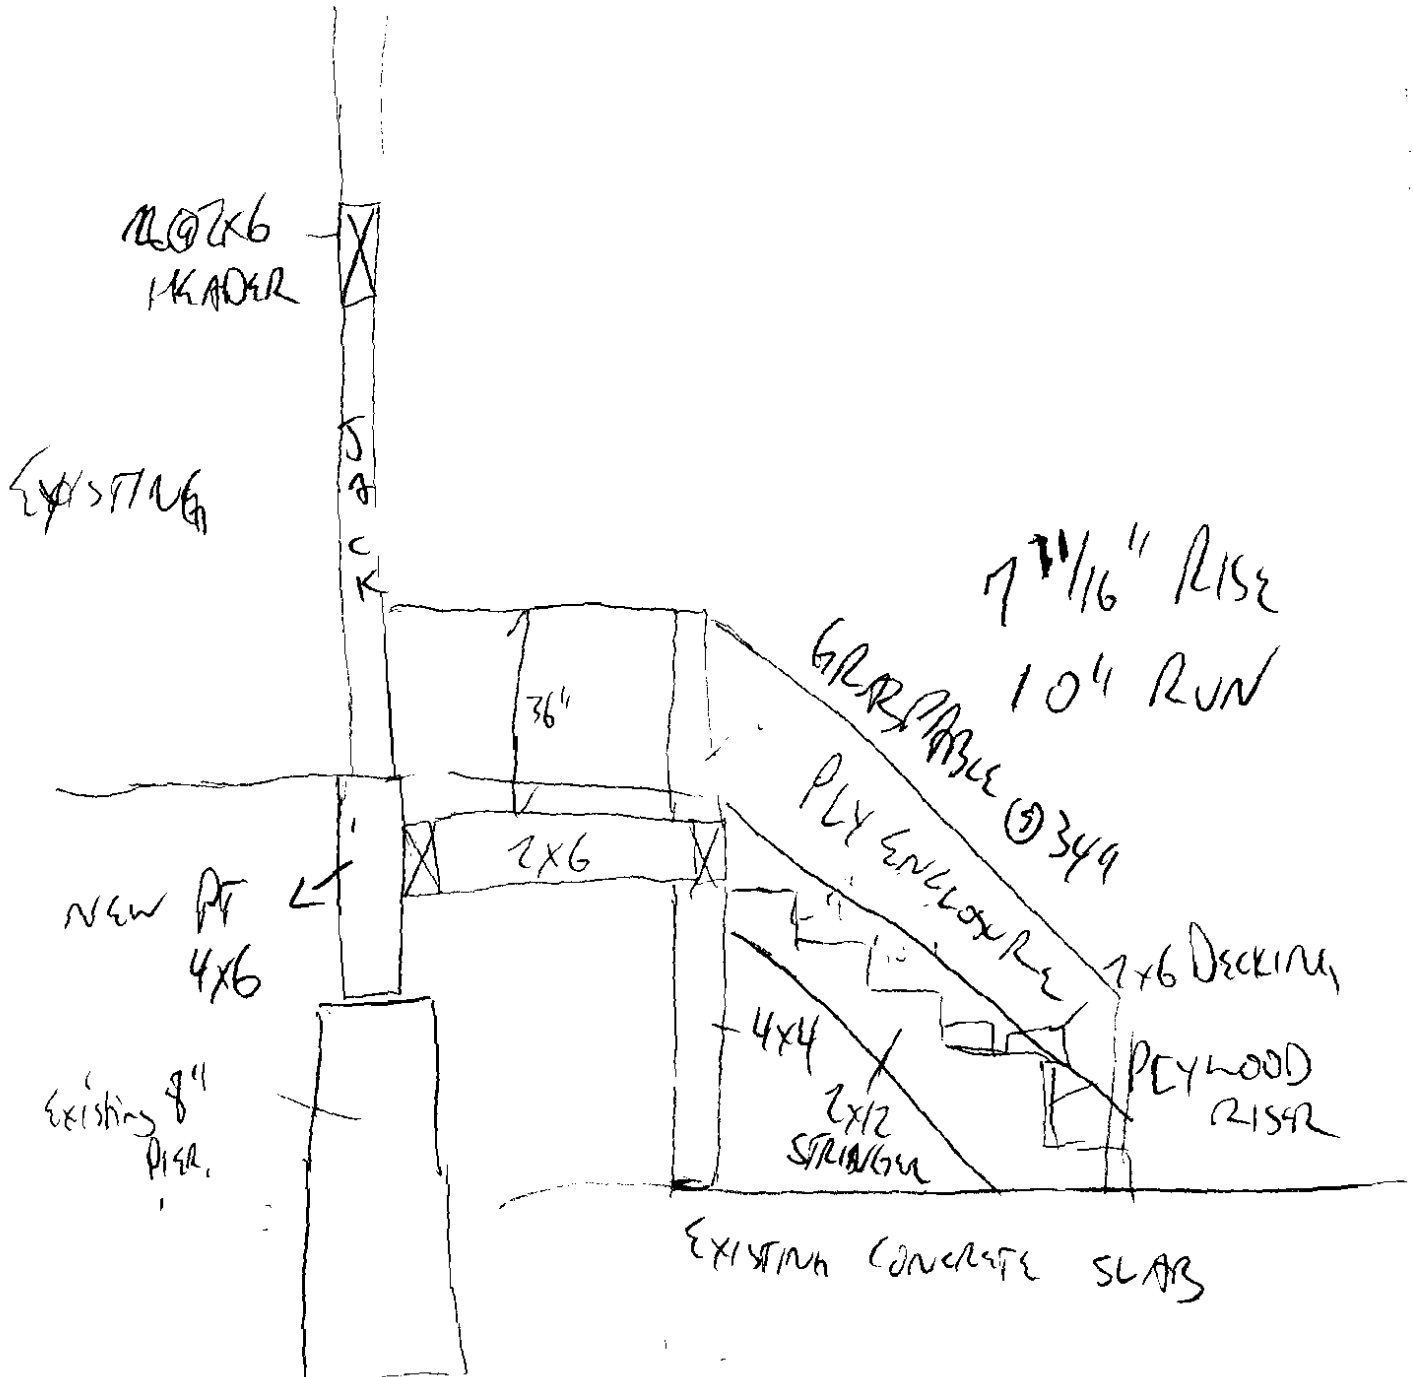 2x6
HEADER
EXISTING
JACK
7 11/16" RISE
10" RUN
36"
GRASPABLE @ 34"
PLY ENCLOSURE
2x6
NEW PT
4x6
2x6 DECKING
4x4
PLYWOOD
RISER
2x12
STRINGER
Existing 8"
PIER.
EXISTING CONCRETE SLAB